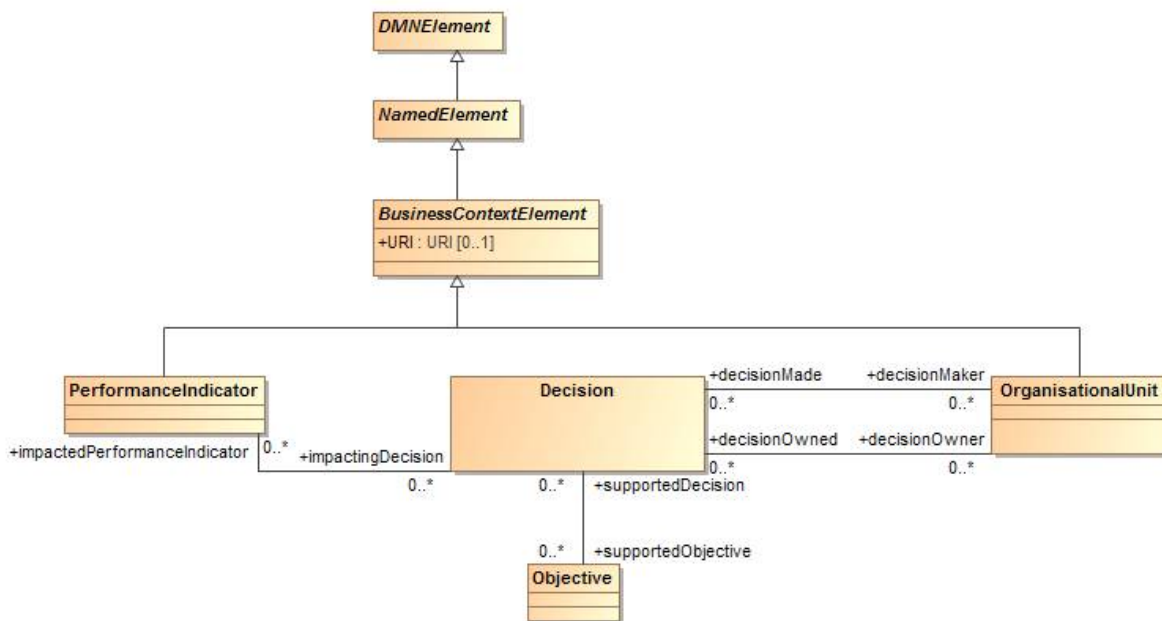 DMNElement
NamedElement
BusinessContextElement
+URI : URI [0..1]
PerformanceIndicator
Decision
+decisionMade
+decisionMaker
OrganisationalUnit
0..*
0..*
+impactedPerformanceIndicator
0..*
+impactingDecision
+decisionOwned
+decisionOwner
0..*
0..*
0..*
0..*
+supportedDecision
0..*
+supportedObjective
Objective